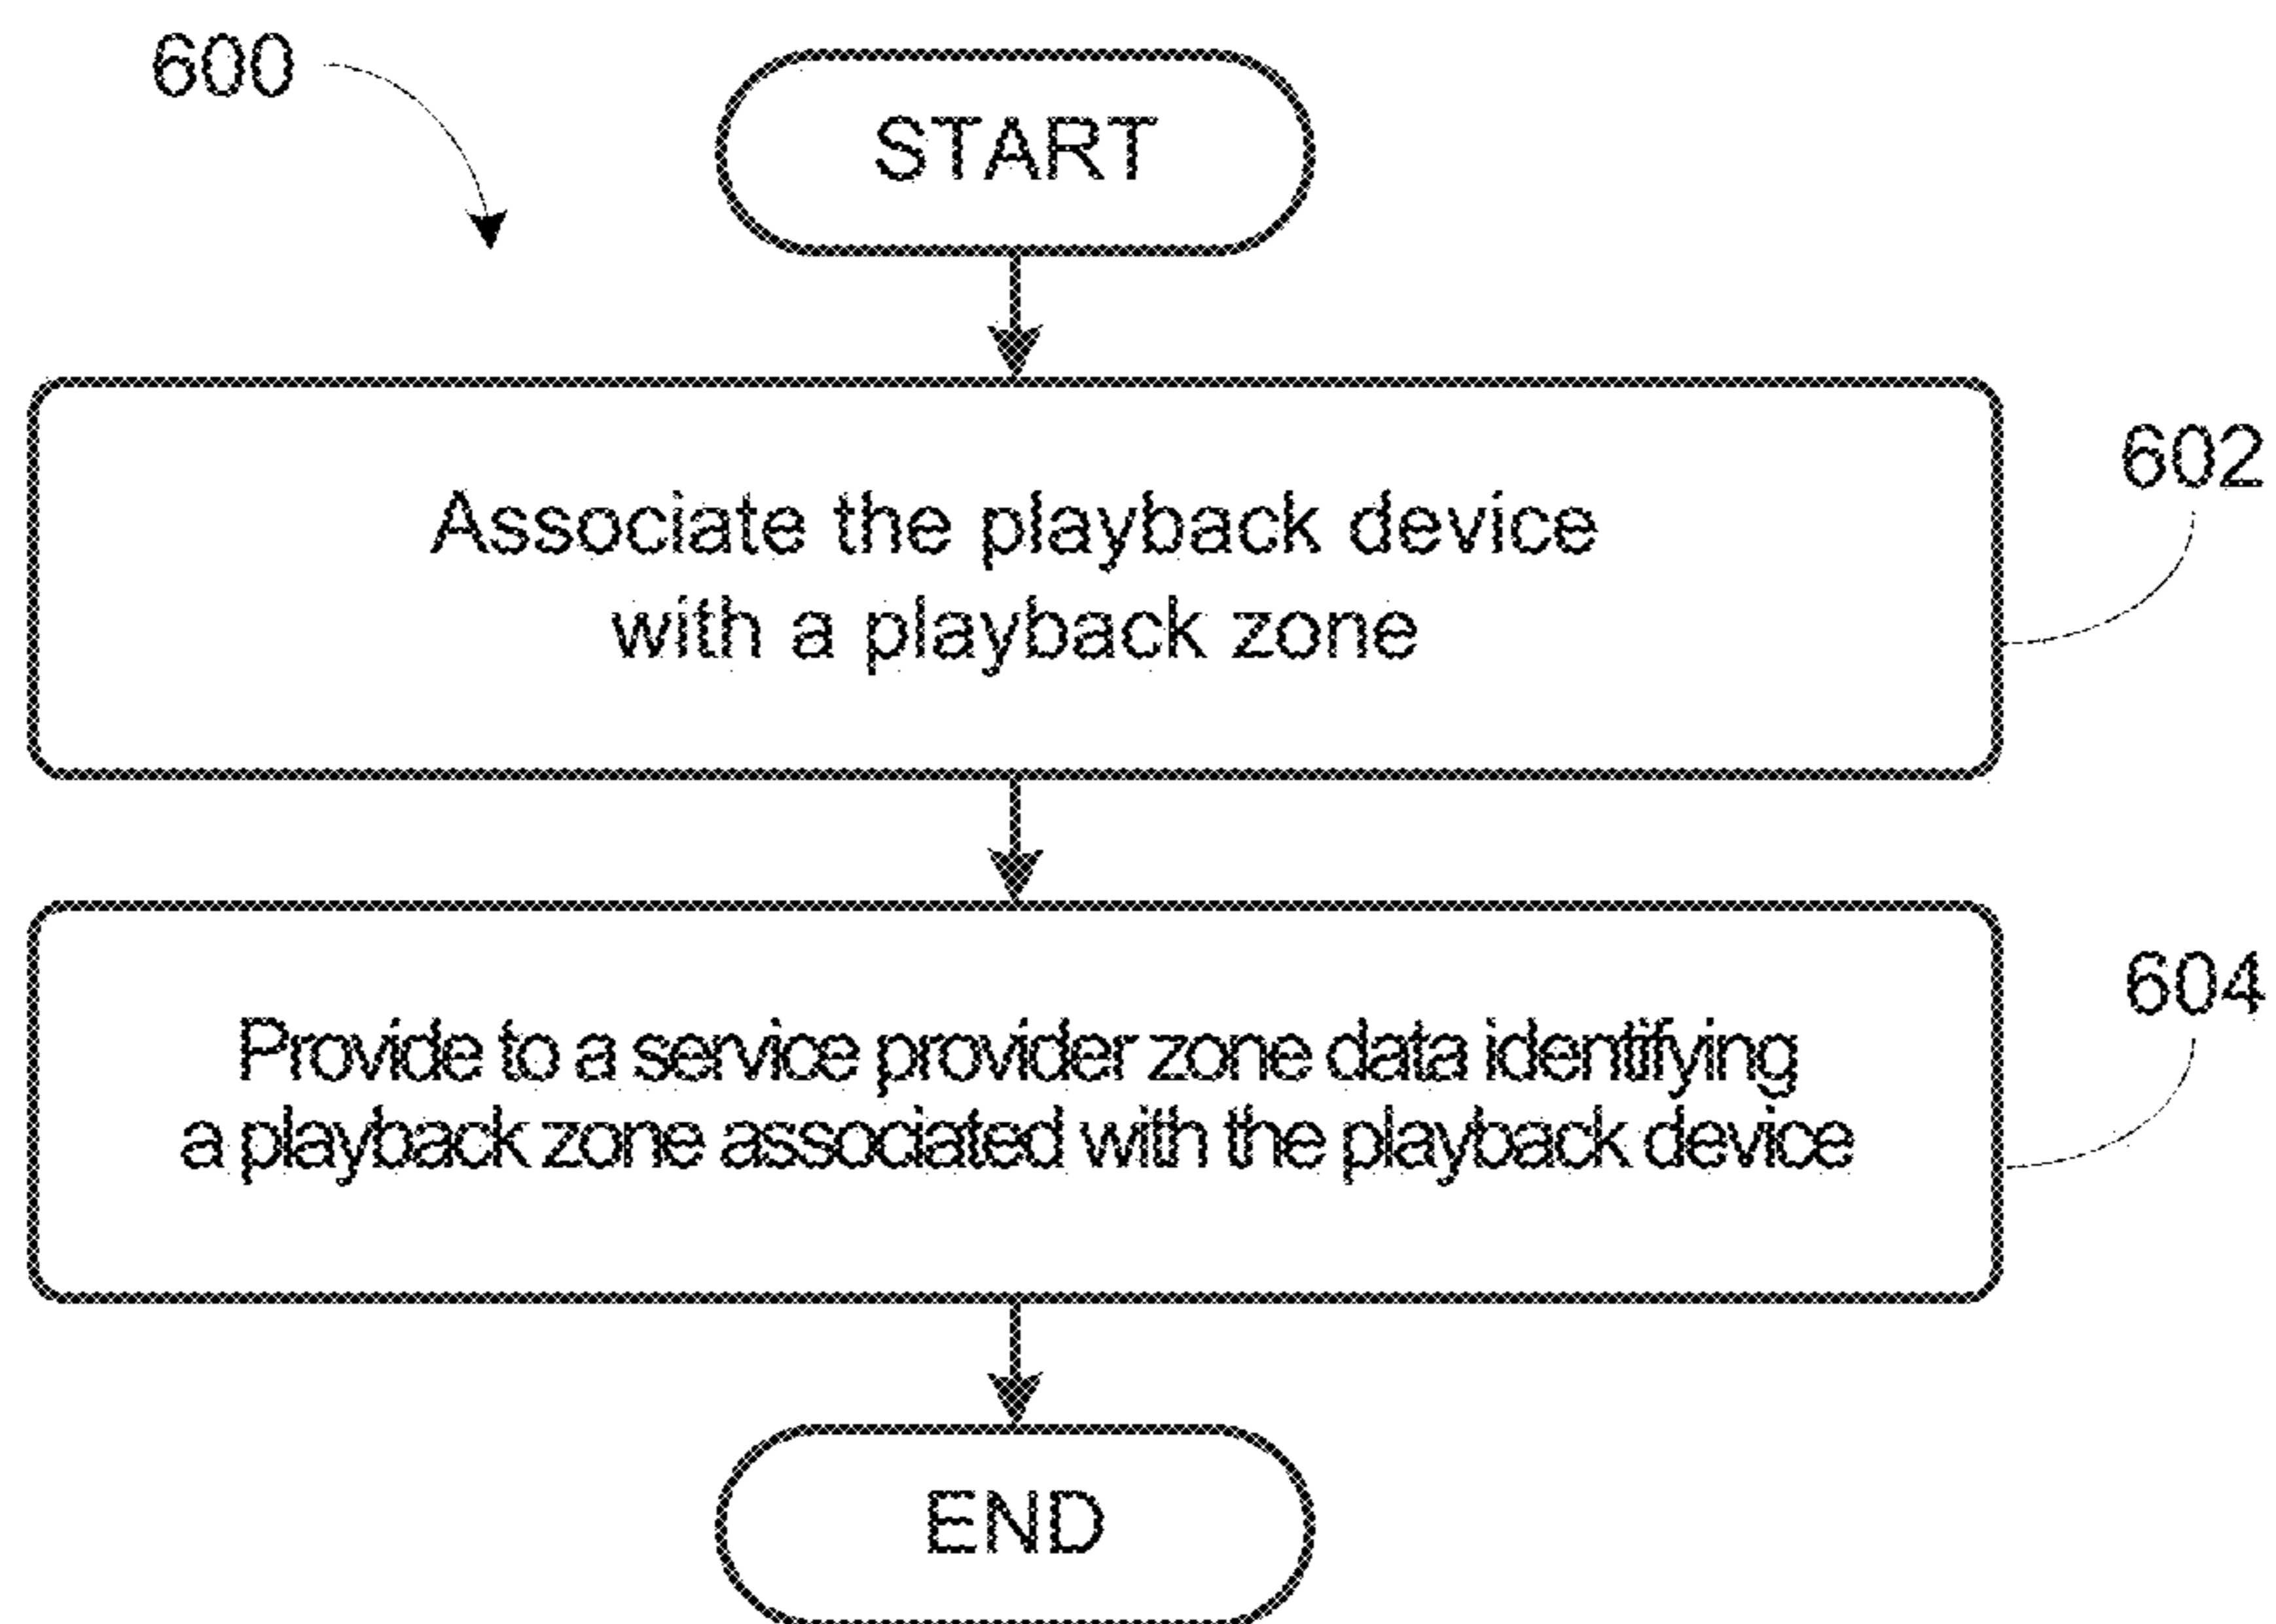 600
START
Associate the playback device
with a playback zone
602
Provide to a service provider zone data identifying
a playback zone associated with the playback device
604
END